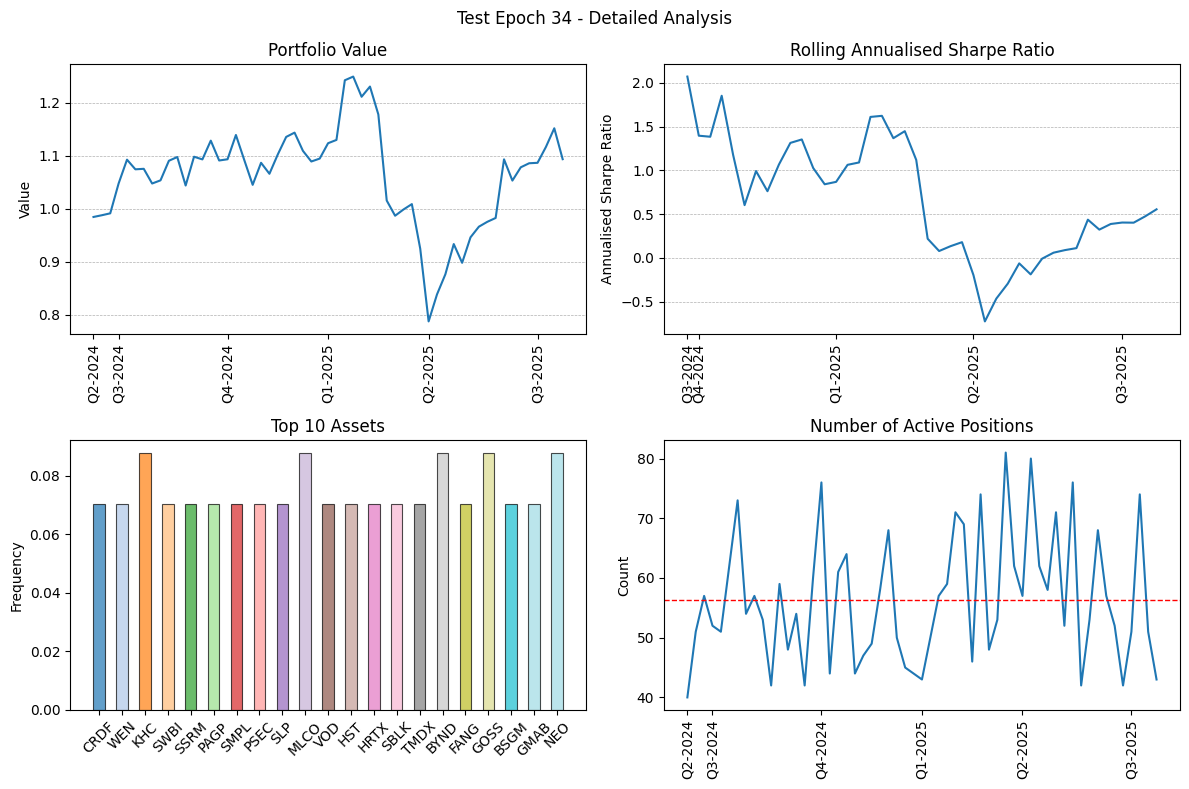 Test Epoch 34 - Detailed Analysis
Portfolio Value
Value
1.2
1.1
1.0
0.9
0.8
Q2-2024
Q3-2024
Q4-2024
Q1-2025
Q2-2025
Q3-2025
Rolling Annualised Sharpe Ratio
Annualised Sharpe Ratio
2.0
1.5
1.0
0.5
0.0
−0.5
Q3-2024
Q4-2024
Q1-2025
Q2-2025
Q3-2025
Top 10 Assets
Frequency
0.08
0.06
0.04
0.02
0.00
CRDF
WEN
KHC
SWBI
SSRM
PAGP
SMPL
PSEC
SLP
MLCO
VOD
HST
HRTX
SBLK
TMDX
BYND
FANG
GOSS
BSGM
GMAB
NEO
Number of Active Positions
Count
80
70
60
50
40
Q2-2024
Q3-2024
Q4-2024
Q1-2025
Q2-2025
Q3-2025